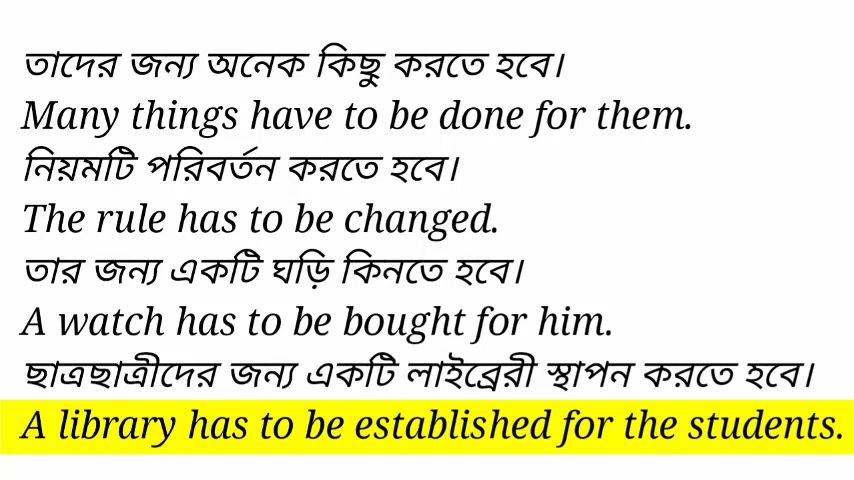 তাদের জন্য অনেক কিছু করতে হবে।
Many things have to be done for them.
নিয়মটি পরিবর্তন করতে হবে।
The rule has to be changed.
তার জন্য একটি ঘড়ি কিনতে হবে।
A watch has to be bought for him.
ছাত্রছাত্রীদের জন্য একটি লাইব্রেরী স্থাপন করতে হবে।
A library has to be established for the students.